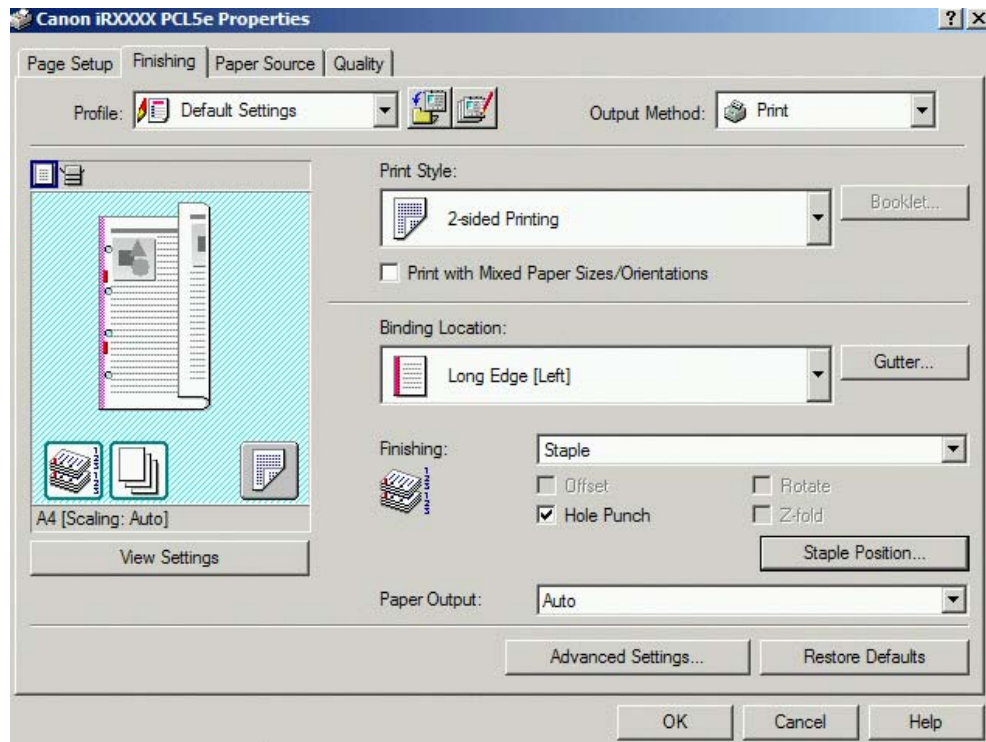 Canon iRXXXX PCL5e Properties
Page Setup Finishing Paper Source Quality
Profile: Default Settings Output Method: Print
Print Style:
2-sided Printing Booklet...
Print with Mixed Paper Sizes/Orientations
Binding Location:
Long Edge [Left] Gutter...
Finishing: Staple
Offset Rotate
Hole Punch Z-fold
A4 [Scaling: Auto]
View Settings Staple Position...
Paper Output: Auto
Advanced Settings... Restore Defaults
OK Cancel Help